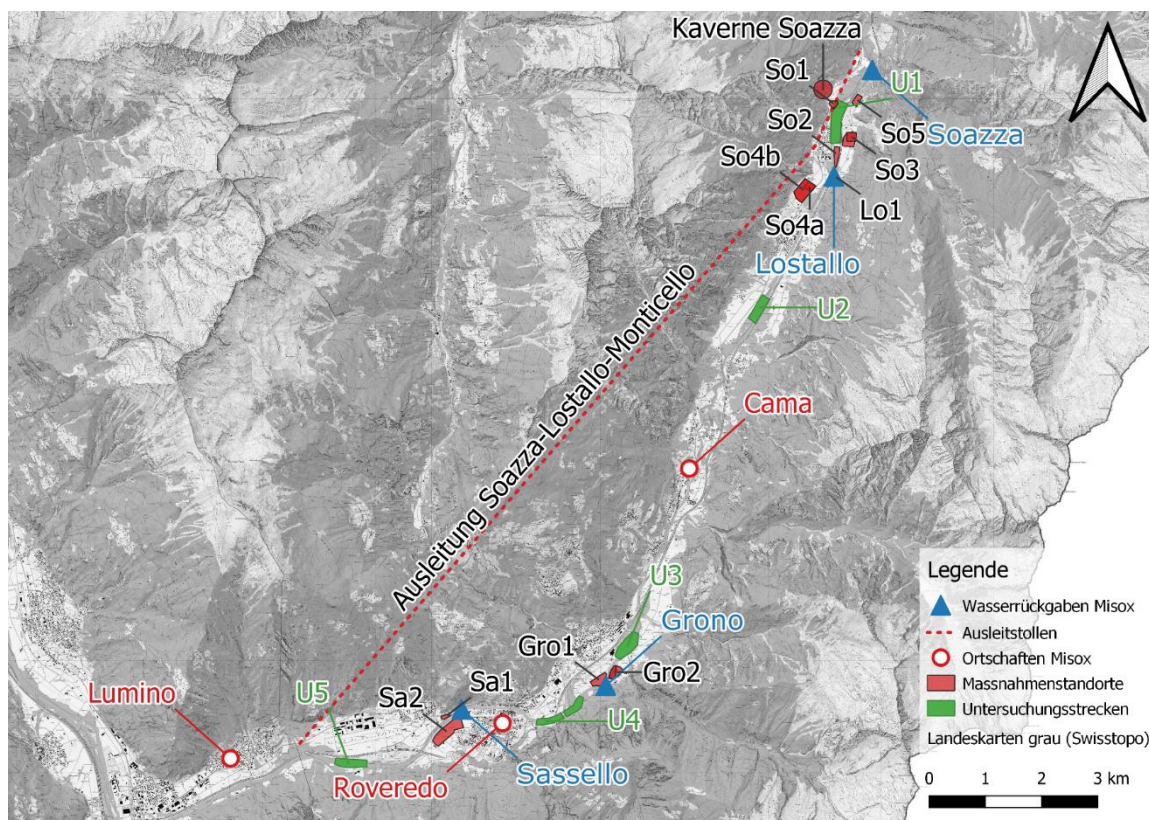 Kaverne Soazza
So1
U1
So2
So5
Soazza
So4b
So3
So4a
Lo1
Lostallo
U2
Ausleitung Soazza-Lostallo-Monticello
Cama
U3
Grono
Gro1
Gro2
Sa1
Sa2
U5
Lumino
U4
Roveredo
Sassello
Legende
Wasserrückgaben Misox
Ausleitstollen
Ortschaften Misox
Massnahmenstandorte
Untersuchungsstrecken
Landeskarten grau (Swisstopo)
0 1 2 3 km